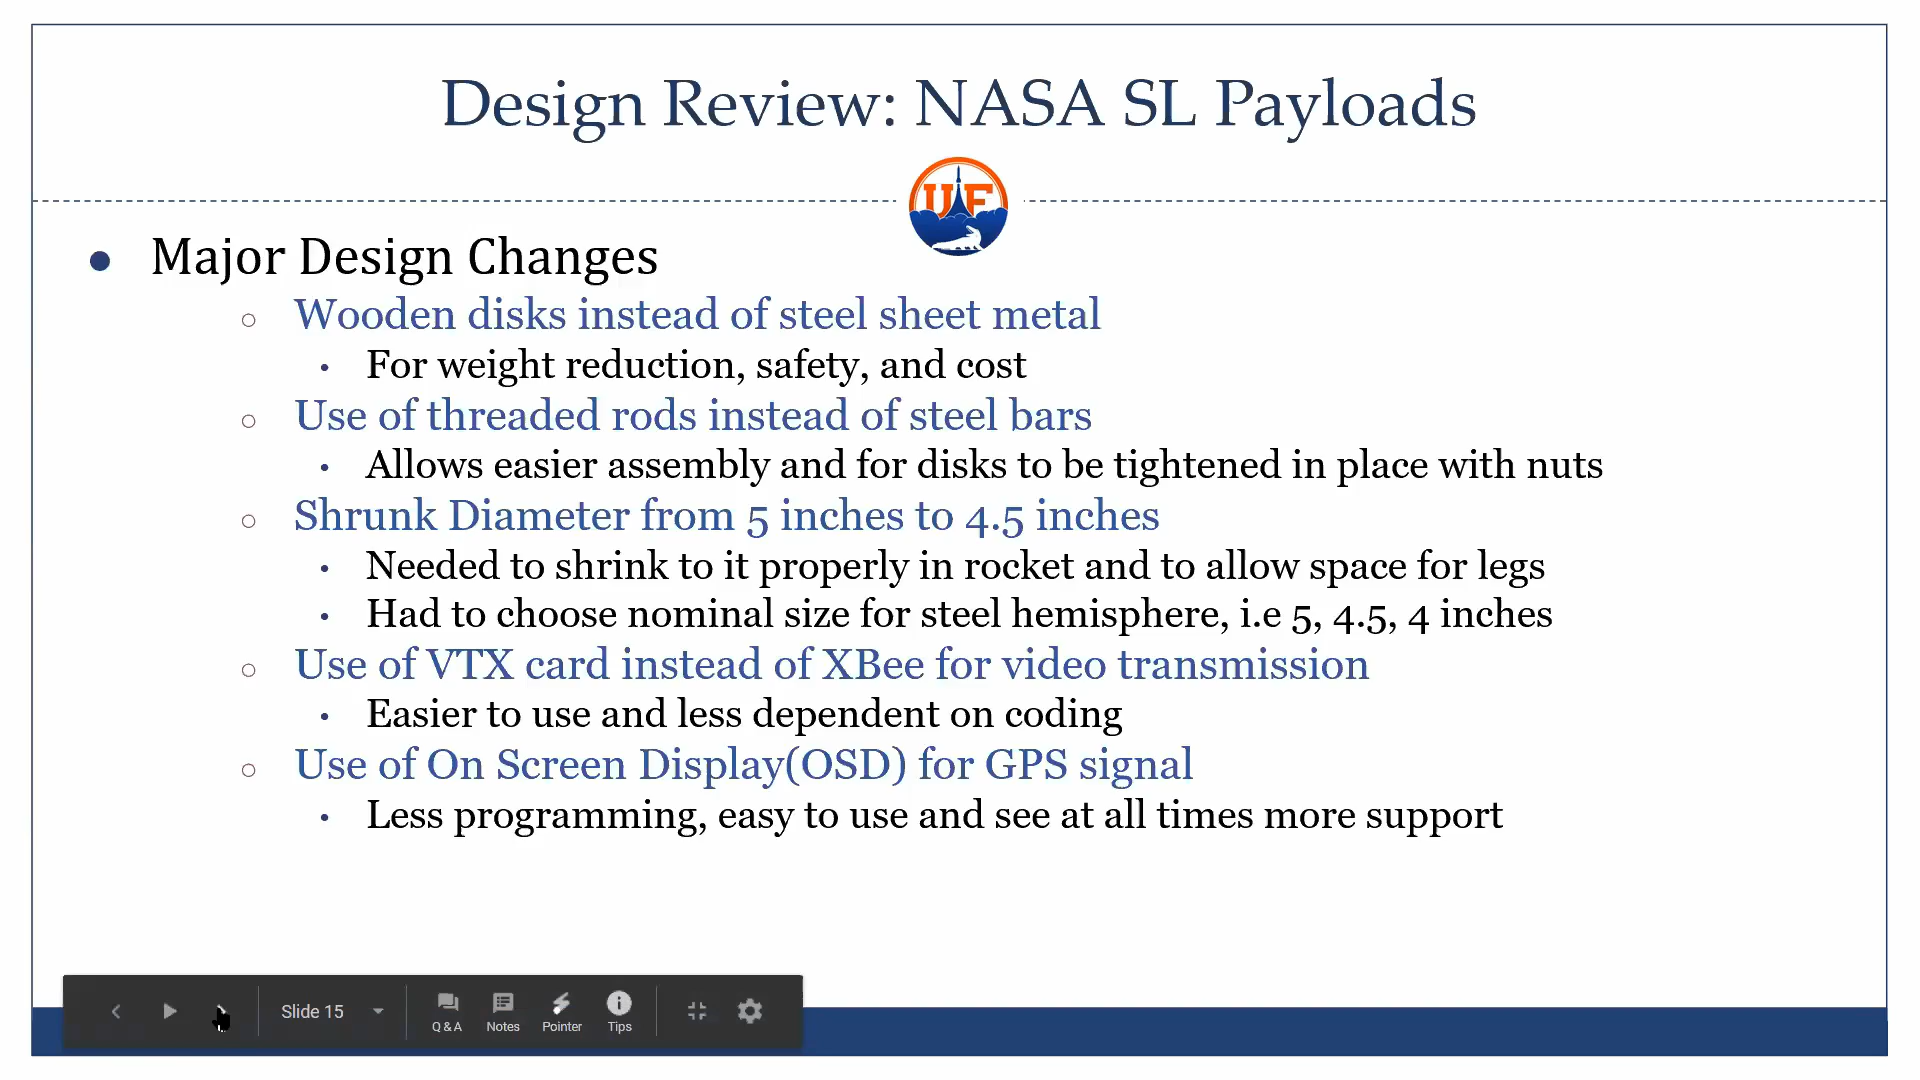 Design Review: NASA SL Payloads
UF
Major Design Changes
Wooden disks instead of steel sheet metal
For weight reduction, safety, and cost
Use of threaded rods instead of steel bars
Allows easier assembly and for disks to be tightened in place with nuts
Shrunk Diameter from 5 inches to 4.5 inches
Needed to shrink to it properly in rocket and to allow space for legs
Had to choose nominal size for steel hemisphere, i.e 5, 4.5, 4 inches
Use of VTX card instead of XBee for video transmission
Easier to use and less dependent on coding
Use of On Screen Display(OSD) for GPS signal
Less programming, easy to use and see at all times more support
Slide 15
Q & A Notes Pointer Tips